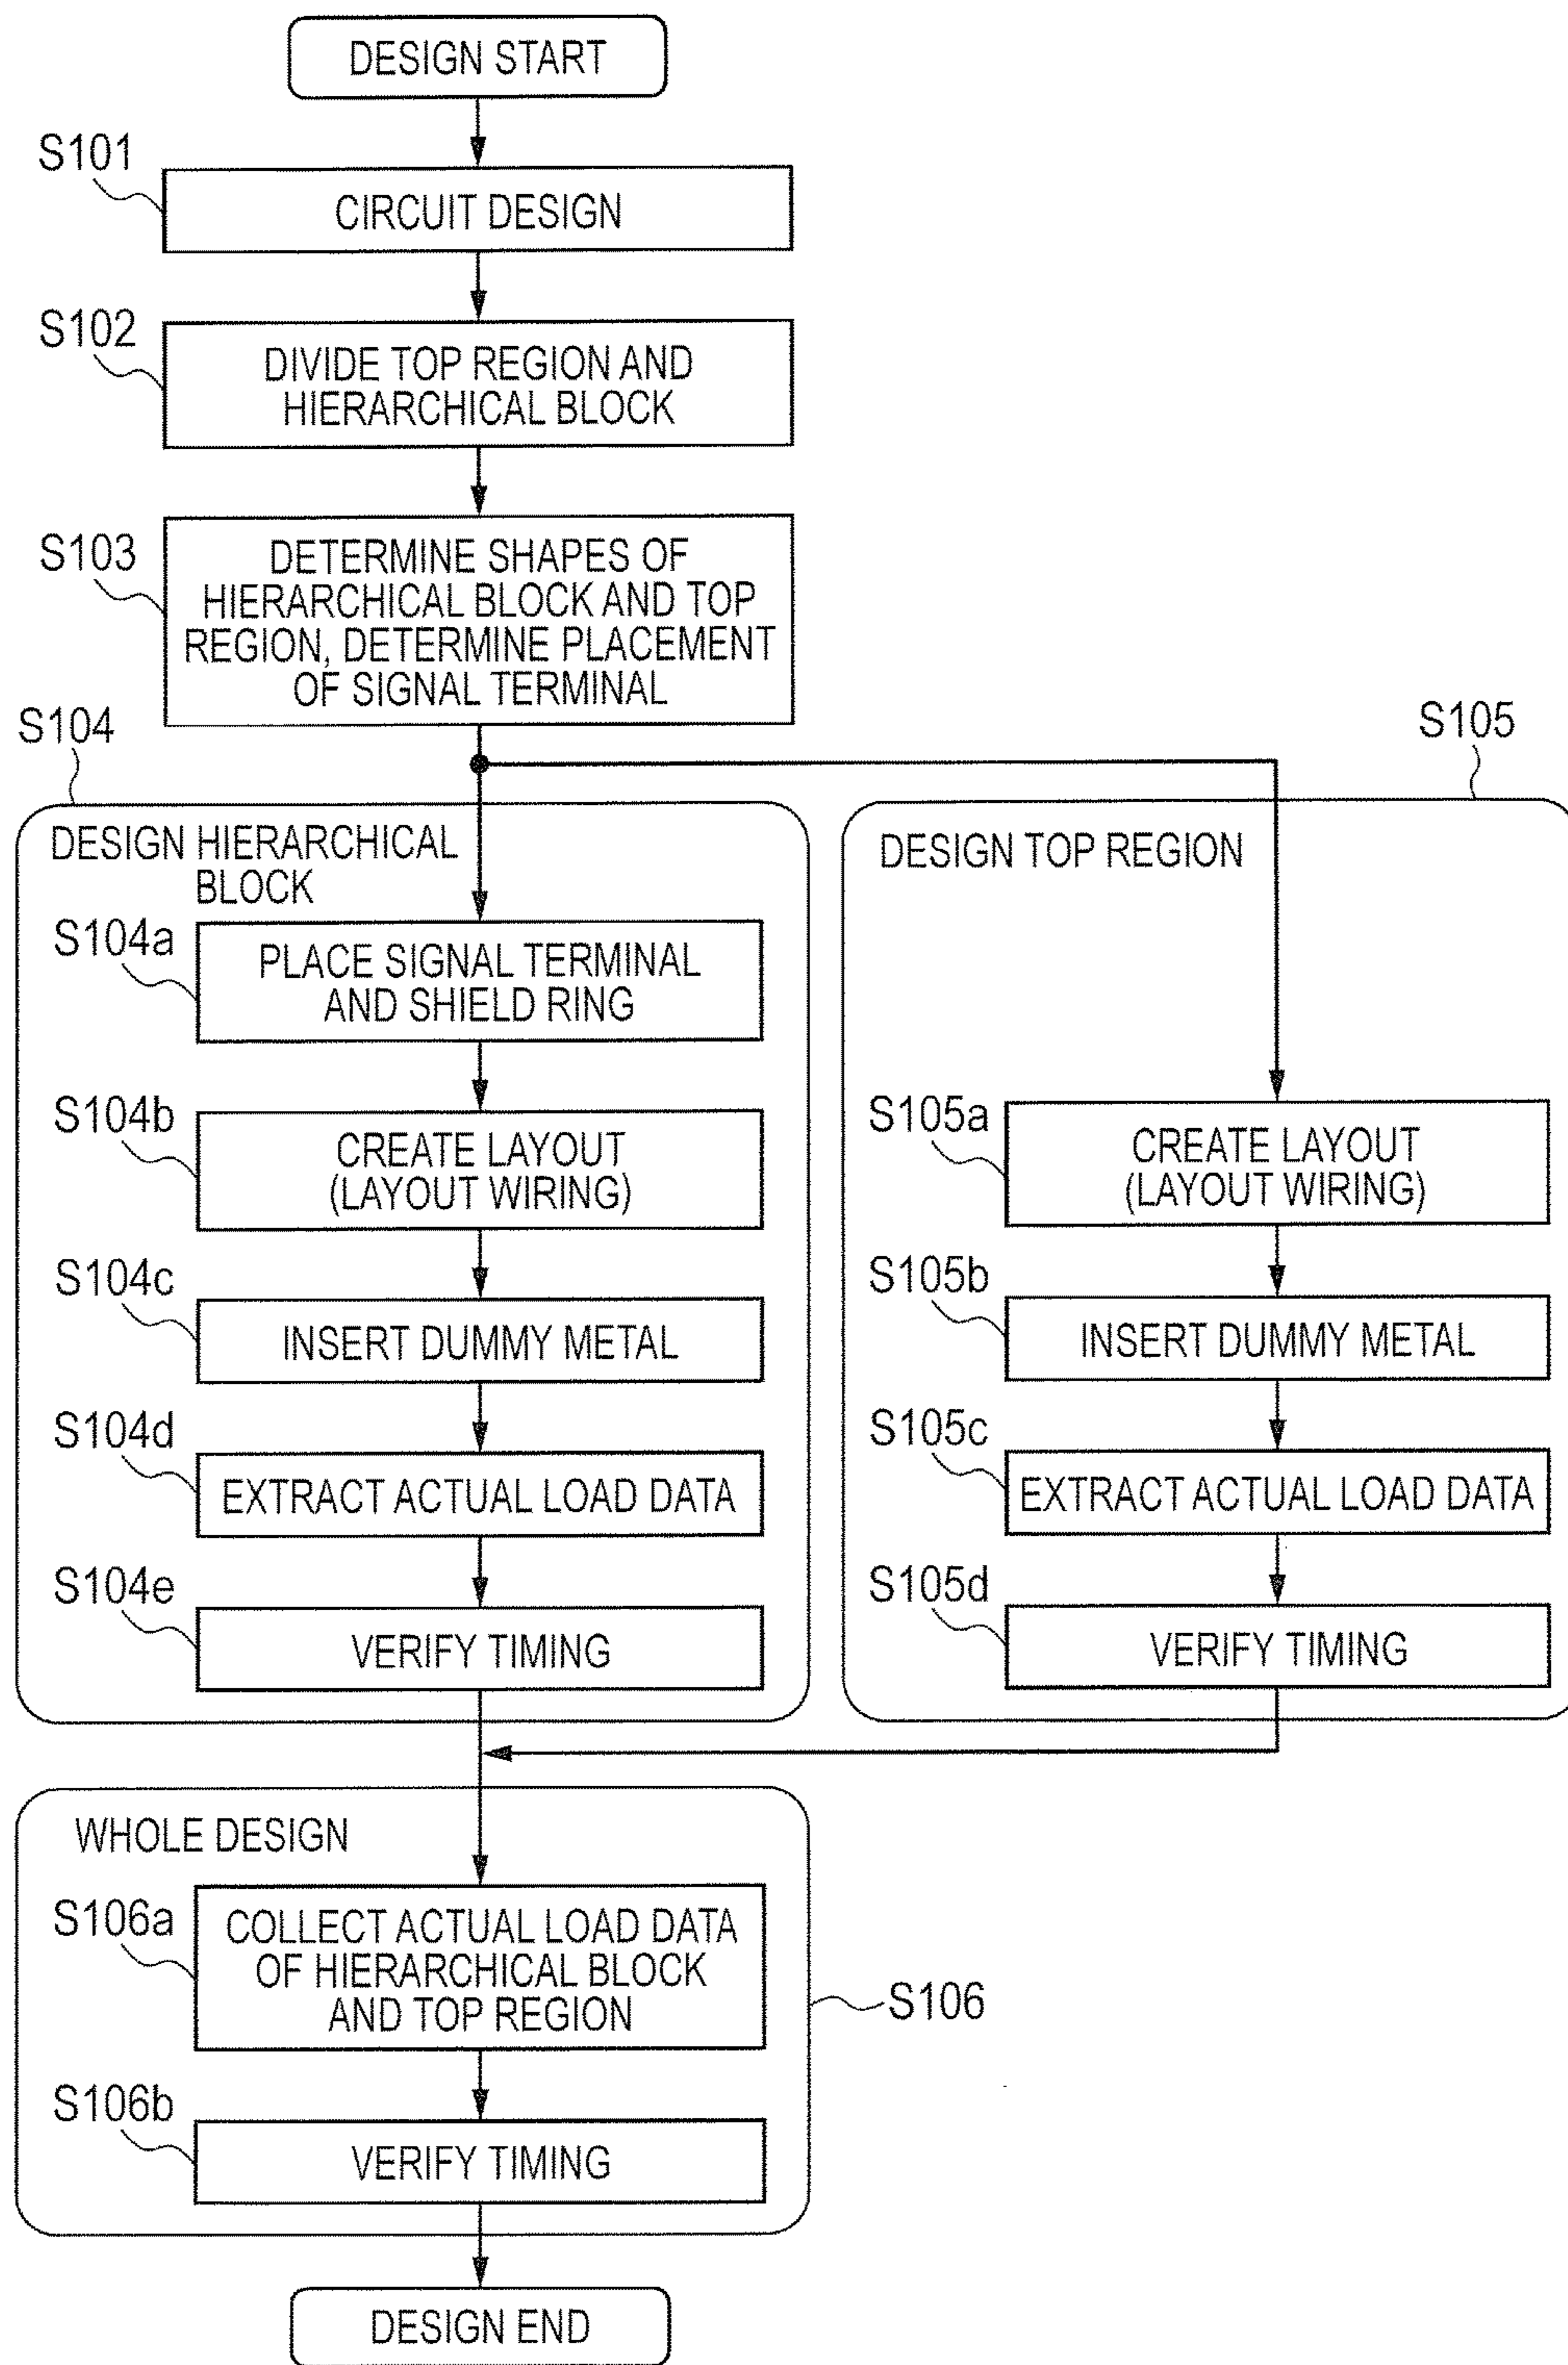 DESIGN START
S101
CIRCUIT DESIGN
S102
DIVIDE TOP REGION AND
HIERARCHICAL BLOCK
S103
DETERMINE SHAPES OF
HIERARCHICAL BLOCK AND TOP
REGION, DETERMINE PLACEMENT
OF SIGNAL TERMINAL
S104
DESIGN HIERARCHICAL
BLOCK
S104a
PLACE SIGNAL TERMINAL
AND SHIELD RING
S104b
CREATE LAYOUT
(LAYOUT WIRING)
S104c
INSERT DUMMY METAL
S104d
EXTRACT ACTUAL LOAD DATA
S104e
VERIFY TIMING
S105
DESIGN TOP REGION
S105a
CREATE LAYOUT
(LAYOUT WIRING)
S105b
INSERT DUMMY METAL
S105c
EXTRACT ACTUAL LOAD DATA
S105d
VERIFY TIMING
WHOLE DESIGN
S106a
COLLECT ACTUAL LOAD DATA
OF HIERARCHICAL BLOCK
AND TOP REGION
S106
S106b
VERIFY TIMING
DESIGN END